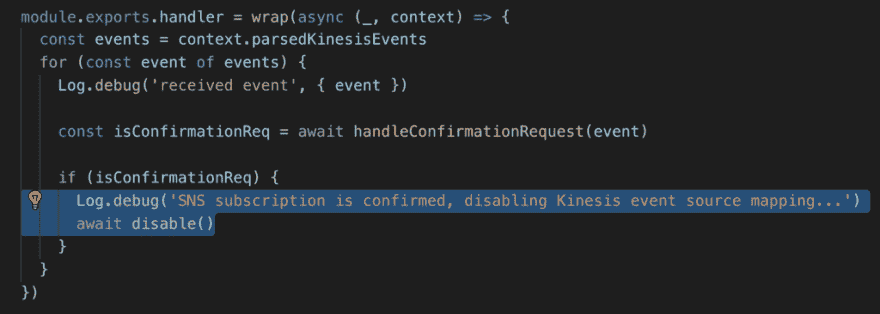 module.exports.handler = wrap(async (_, context) => {
  const events = context.parsedKinesisEvents
  for (const event of events) {
    Log.debug('received event', { event })

    const isConfirmationReq = await handleConfirmationRequest(event)

    if (isConfirmationReq) {
      Log.debug('SNS subscription is confirmed, disabling Kinesis event source mapping...')
      await disable()
    }
  }
})